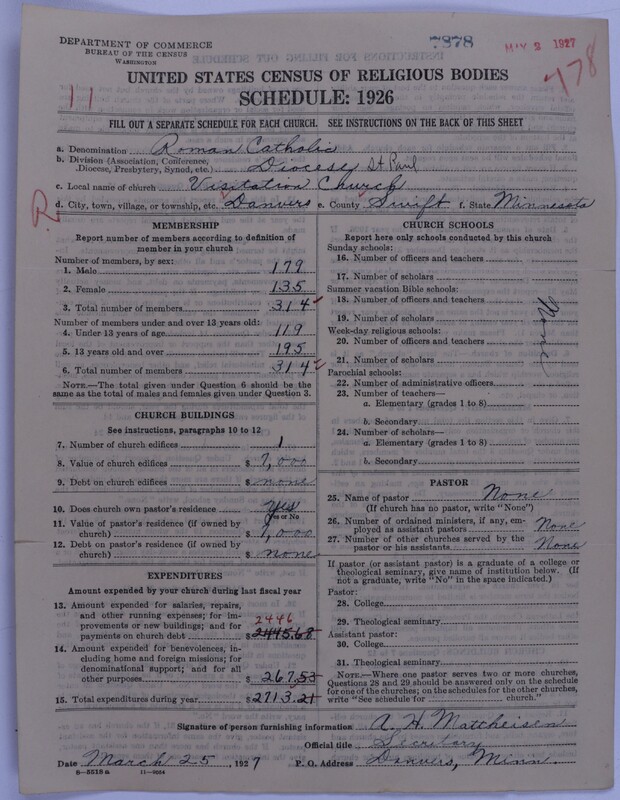 DEPARTMENT OF COMMERCE
BUREAU OF THE CENSUS
WASHINGTON
7878
MAY 2 1927
778
11
UNITED STATES CENSUS OF RELIGIOUS BODIES
SCHEDULE: 1926
FILL OUT A SEPARATE SCHEDULE FOR EACH CHURCH. SEE INSTRUCTIONS ON THE BACK OF THIS SHEET
a. Denomination Roman Catholic
b. Division (Association, Conference, Diocese, Presbytery, Synod, etc.) Diocese St Paul
c. Local name of church Visitation Church
R
d. City, town, village, or township, etc. Danvers e. County Swift f. State Minnesota
MEMBERSHIP
Report number of members according to definition of member in your church
Number of members, by sex:
1. Male 179
2. Female 135
3. Total number of members 314
Number of members under and over 13 years old:
4. Under 13 years of age 119
5. 13 years old and over 195
6. Total number of members 314
NOTE.—The total given under Question 6 should be the same as the total of males and females given under Question 3.
CHURCH BUILDINGS
See instructions, paragraphs 10 to 12
7. Number of church edifices 1
8. Value of church edifices $ 7,000
9. Debt on church edifices $ none
10. Does church own pastor's residence? Yes
Yes or No
11. Value of pastor's residence (if owned by church) $ 1,000
12. Debt on pastor's residence (if owned by church) $ none
EXPENDITURES
Amount expended by your church during last fiscal year
13. Amount expended for salaries, repairs, and other running expenses; for improvements or new buildings; and for payments on church debt $ 2445.68
2446
14. Amount expended for benevolences, including home and foreign missions; for denominational support; and for all other purposes $ 267.53
15. Total expenditures during year $ 2713.21
CHURCH SCHOOLS
Report here only schools conducted by this church
Sunday schools:
16. Number of officers and teachers
17. Number of scholars
Summer vacation Bible schools:
18. Number of officers and teachers
19. Number of scholars
Week-day religious schools:
20. Number of officers and teachers
21. Number of scholars
None
Parochial schools:
22. Number of administrative officers
23. Number of teachers—
a. Elementary (grades 1 to 8)
b. Secondary
24. Number of scholars—
a. Elementary (grades 1 to 8)
b. Secondary
PASTOR
25. Name of pastor None
(If church has no pastor, write "None")
26. Number of ordained ministers, if any, employed as assistant pastors None
27. Number of other churches served by the pastor or his assistants None
If pastor (or assistant pastor) is a graduate of a college or theological seminary, give name of institution below. (If not a graduate, write "No" in the space indicated.)
Pastor:
28. College
29. Theological seminary
Assistant pastor:
30. College
31. Theological seminary
NOTE.—Where one pastor serves two or more churches, Questions 28 and 29 should be answered only on the schedule for one of the churches; on the schedules for the other churches, write "See schedule for church."
Signature of person furnishing information A. H. Mattheisen
Official title Secretary
Date March 25, 1927 P. O. Address Danvers, Minn.
8—5518a 11—9224